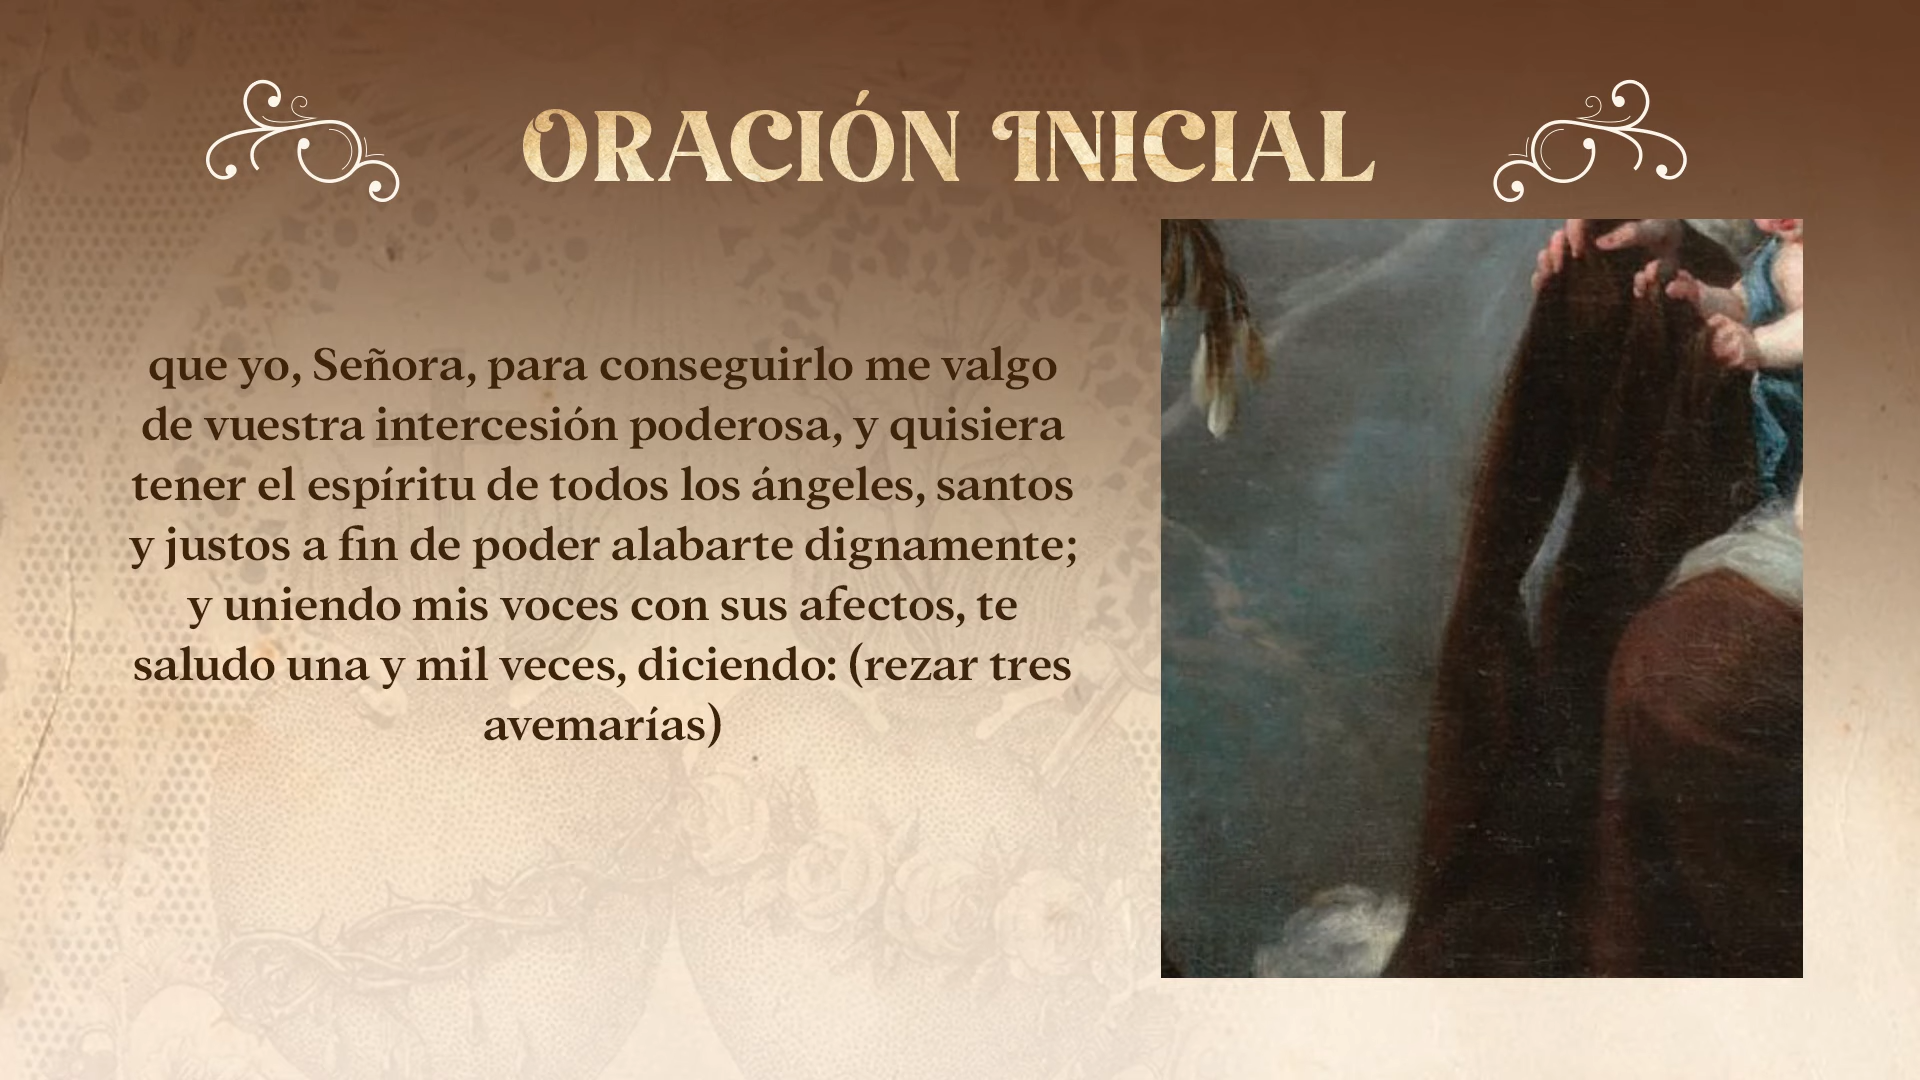 ORACIÓN INICIAL
que yo, Señora, para conseguirlo me valgo
de vuestra intercesión poderosa, y quisiera
tener el espíritu de todos los ángeles, santos
y justos a fin de poder alabarte dignamente;
y uniendo mis voces con sus afectos, te
saludo una y mil veces, diciendo: (rezar tres
avemarías)